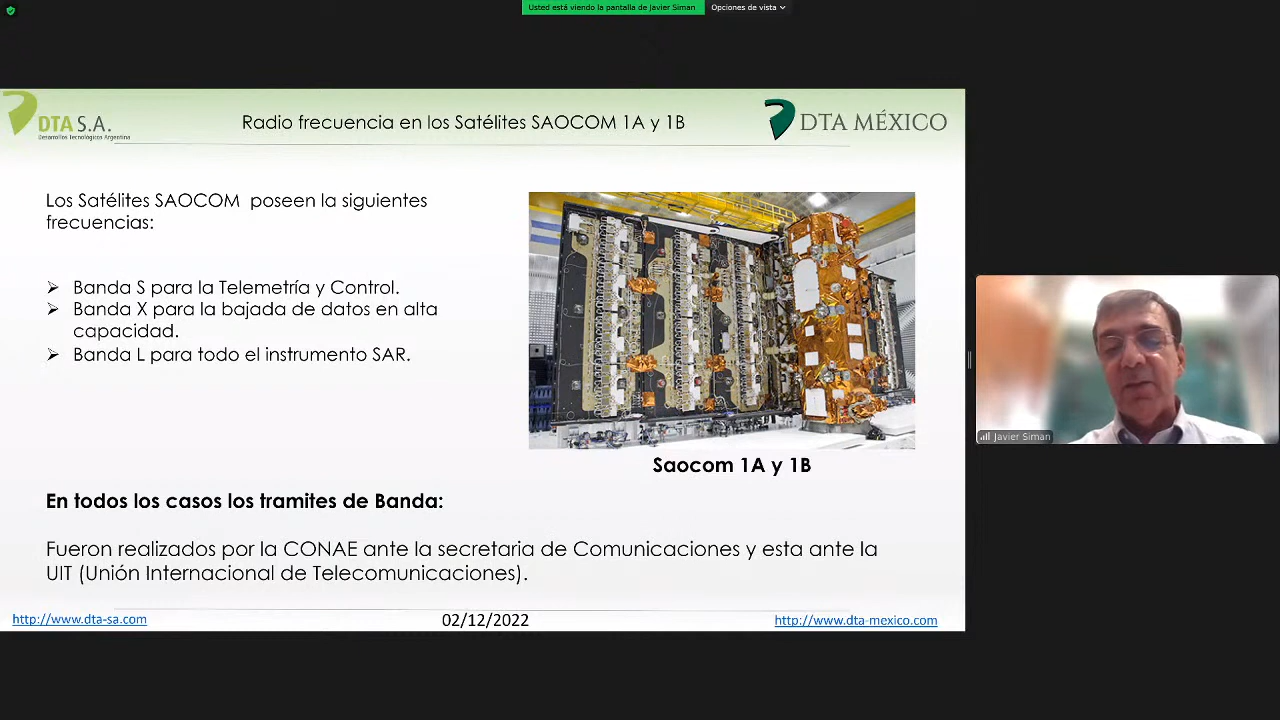 Usted está viendo la pantalla de Javier Siman
Opciones de vista
DTA S.A.
Desarrollos Tecnológicos Argentina
Radio frecuencia en los Satélites SAOCOM 1A y 1B
DTA MÉXICO
Los Satélites SAOCOM poseen la siguientes
frecuencias:
Banda S para la Telemetría y Control.
Banda X para la bajada de datos en alta
capacidad.
Banda L para todo el instrumento SAR.
Saocom 1A y 1B
En todos los casos los tramites de Banda:
Fueron realizados por la CONAE ante la secretaria de Comunicaciones y esta ante la
UIT (Unión Internacional de Telecomunicaciones).
http://www.dta-sa.com
02/12/2022
http://www.dta-mexico.com
Javier Siman